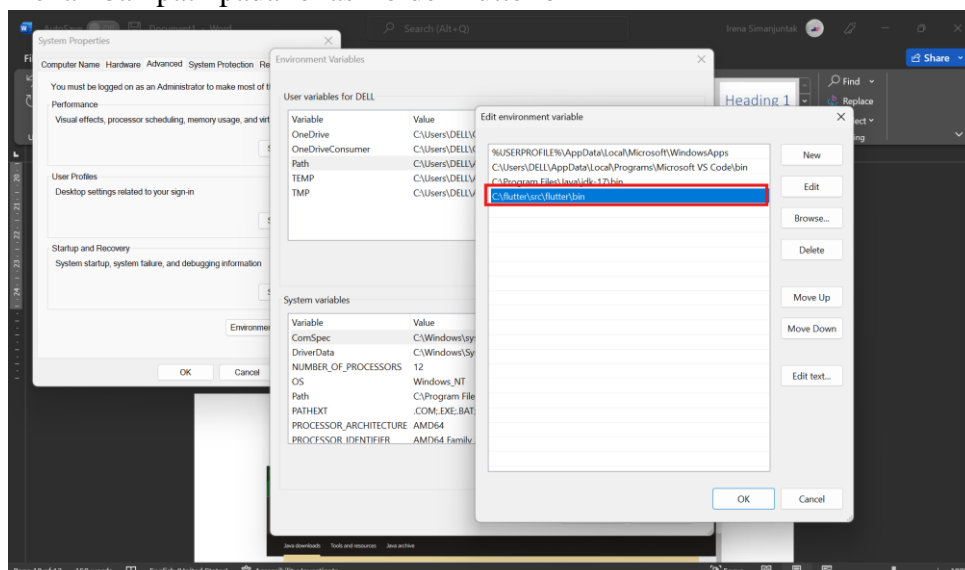 AutoSave
Document1 - Word
Search (Alt+Q)
Irena Simanjuntak
Share
Find
Replace
Heading 1
System Properties
Computer Name Hardware Advanced System Protection Re
You must be logged on as an Administrator to make most of t
Performance
Visual effects, processor scheduling, memory usage, and virt
User Profiles
Desktop settings related to your sign-in
Startup and Recovery
System startup, system failure, and debugging information
Environme
OK Cancel
Environment Variables
User variables for DELL
Variable Value
OneDrive C:\Users\DELL\
OneDriveConsumer C:\Users\DELL\
Path C:\Users\DELL\
TEMP C:\Users\DELL\
TMP C:\Users\DELL\
System variables
Variable Value
ComSpec C:\Windows\sy
DriverData C:\Windows\Sy
NUMBER_OF_PROCESSORS 12
OS Windows_NT
Path C:\Program File
PATHEXT .COM;.EXE;.BAT;
PROCESSOR_ARCHITECTURE AMD64
PROCESSOR_IDENTIFIER AMD64 Family
Edit environment variable
%USERPROFILE%\AppData\Local\Microsoft\WindowsApps
C:\Users\DELL\AppData\Local\Programs\Microsoft VS Code\bin
C:\Program Files\Java\jdk-17\bin
C:\flutter\src\flutter\bin
New
Edit
Browse...
Delete
Move Up
Move Down
Edit text...
OK Cancel
Java downloads Tools and resources Java archive